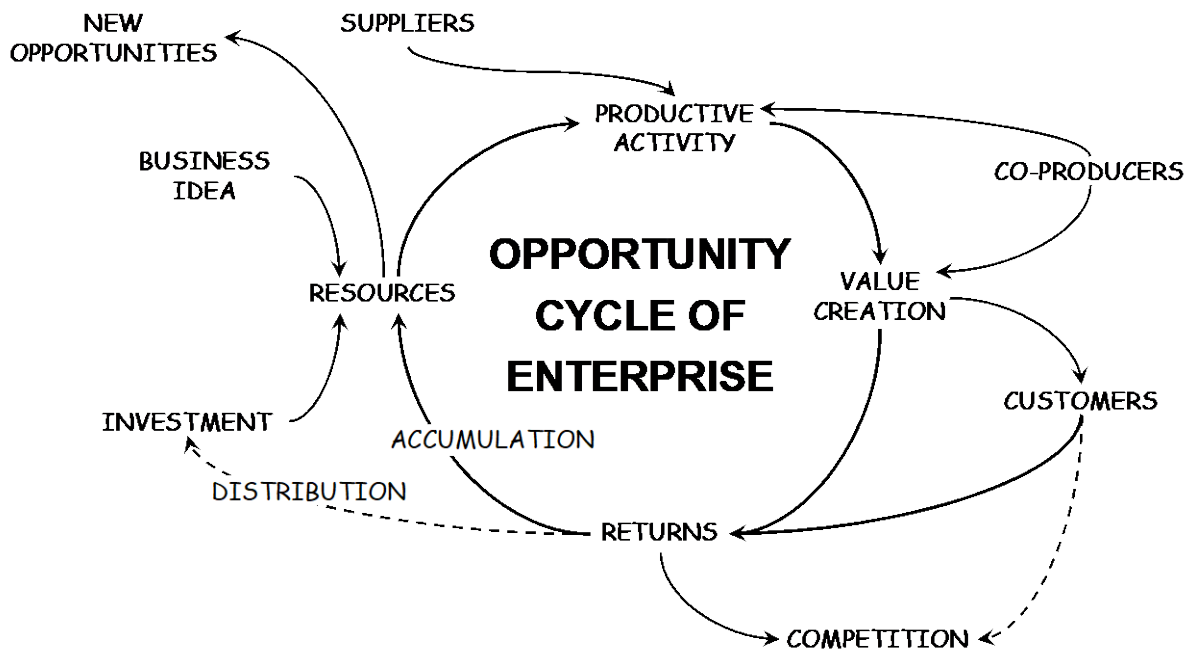 NEW
OPPORTUNITIES
SUPPLIERS
PRODUCTIVE
ACTIVITY
BUSINESS
IDEA
CO-PRODUCERS
OPPORTUNITY
CYCLE OF
ENTERPRISE
RESOURCES
VALUE
CREATION
INVESTMENT
CUSTOMERS
ACCUMULATION
DISTRIBUTION
RETURNS
COMPETITION